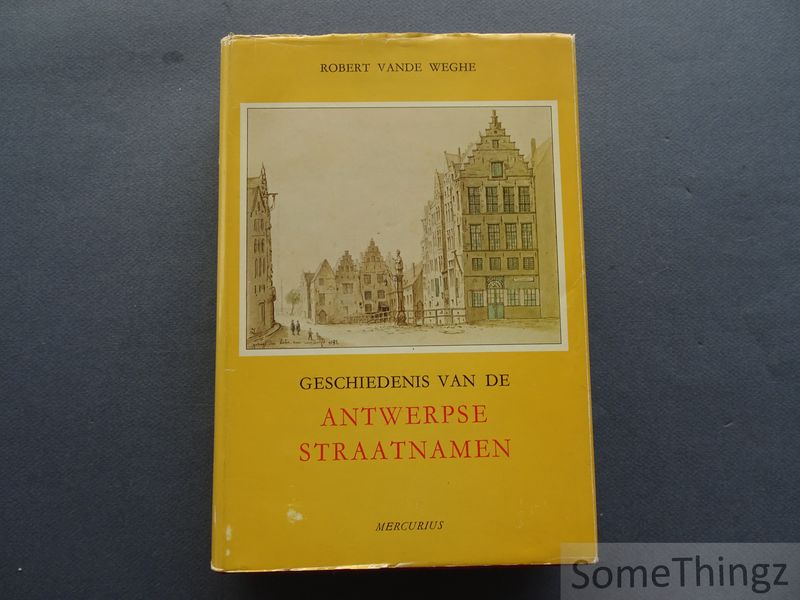 ROBERT VANDE WEGHE
GESCHIEDENIS VAN DE
ANTWERPSE
STRAATNAMEN
MERCURIUS
SomeThingz